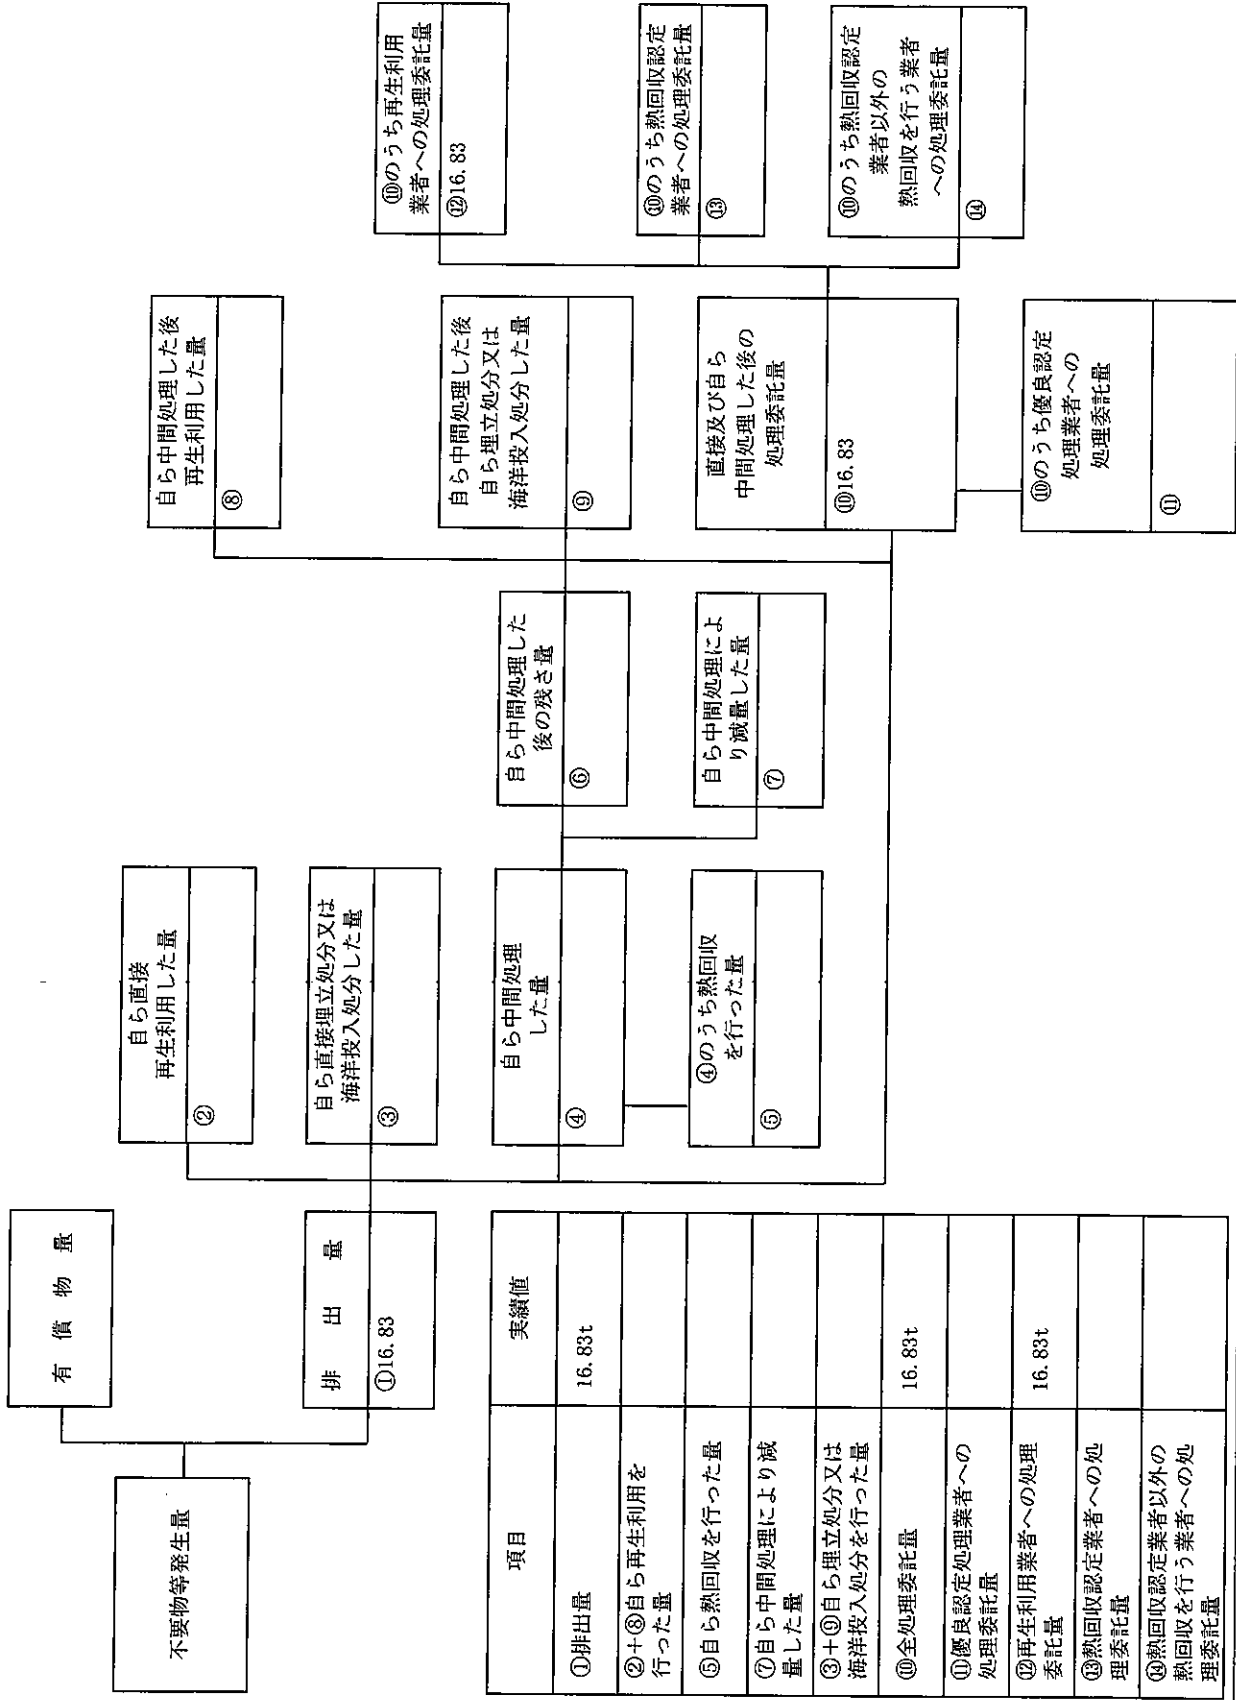 不要物等発生量
有償物量
排出量
①16.83
自ら直接
再生利用した量
②
自ら直接埋立処分又は
海洋投入処分した量
③
自ら中間処理
した量
④
④のうち熱回収
を行った量
⑤
自ら中間処理した
後の残さ量
⑥
自ら中間処理によ
り減量した量
⑦
自ら中間処理した後
再生利用した量
⑧
自ら中間処理した後
自ら埋立処分又は
海洋投入処分した量
⑨
直接及び自ら
中間処理した後の
処理委託量
⑩16.83
⑩のうち優良認定
処理業者への
処理委託量
⑪
⑩のうち再生利用
業者への処理委託量
⑫16.83
⑩のうち熱回収認定
業者への処理委託量
⑬
⑩のうち熱回収認定
業者以外の
熱回収を行う業者
への処理委託量
⑭
項目 実績値
①排出量 16.83t
②+⑧自ら再生利用を
行った量
⑤自ら熱回収を行った量
⑦自ら中間処理により減
量した量
③+⑨自ら埋立処分又は
海洋投入処分を行った量
⑩全処理委託量 16.83t
⑪優良認定処理業者への
処理委託量
⑫再生利用業者への処理
委託量 16.83t
⑬熱回収認定業者への処
理委託量
⑭熱回収認定業者以外の
熱回収を行う業者への処
理委託量